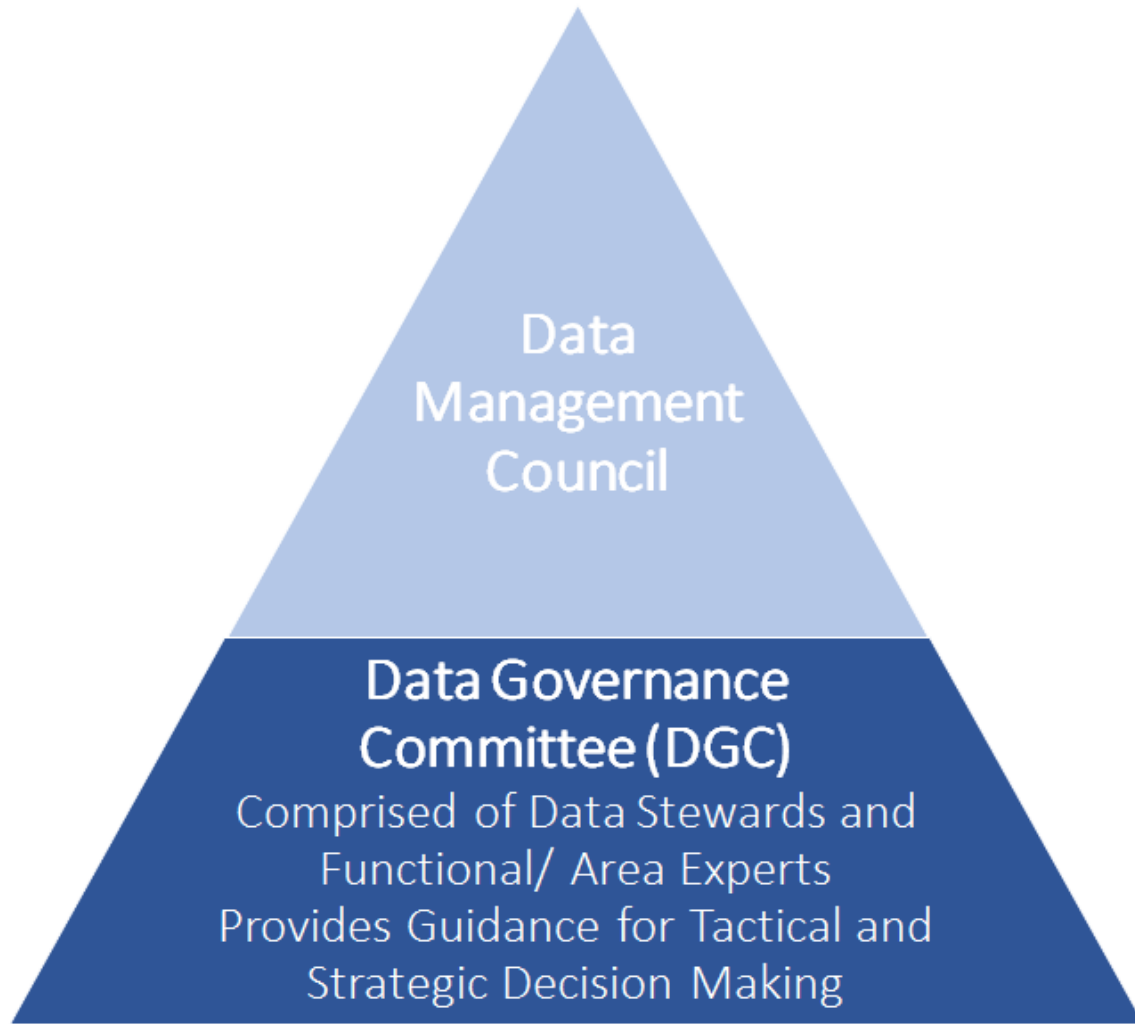 Data
Management
Council
Data Governance
Committee (DGC)
Comprised of Data Stewards and
Functional/ Area Experts
Provides Guidance for Tactical and
Strategic Decision Making